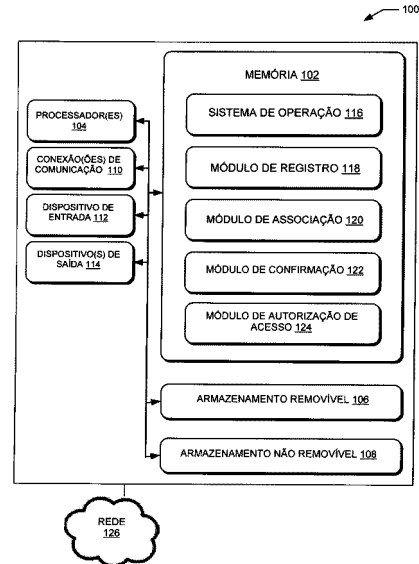 100
MEMÓRIA 102
SISTEMA DE OPERAÇÃO 116
MÓDULO DE REGISTRO 118
MÓDULO DE ASSOCIAÇÃO 120
MÓDULO DE CONFIRMAÇÃO 122
MÓDULO DE AUTORIZAÇÃO DE
ACESSO 124
PROCESSADOR(ES)
104
CONEXÃO(ÕES) DE
COMUNICAÇÃO 110
DISPOSITIVO DE
ENTRADA 112
DISPOSITIVO(S) DE
SAÍDA 114
ARMAZENAMENTO REMOVÍVEL 106
ARMAZENAMENTO NÃO REMOVÍVEL 108
REDE
126